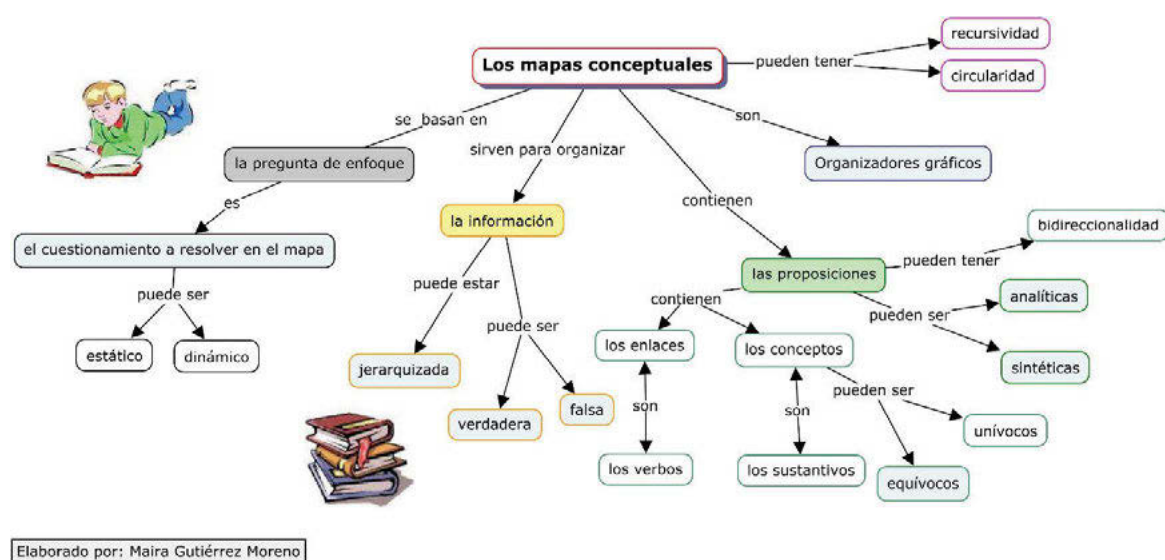 recursividad
Los mapas conceptuales
pueden tener
circularidad
se basan en
son
sirven para organizar
la pregunta de enfoque
Organizadores gráficos
contienen
es
la información
bidireccionalidad
el cuestionamiento a resolver en el mapa
pueden tener
las proposiciones
puede ser
puede estar
contienen
analíticas
pueden ser
puede ser
estático
dinámico
los enlaces
los conceptos
sintéticas
jerarquizada
pueden ser
falsa
son
son
verdadera
unívocos
los verbos
los sustantivos
equívocos
Elaborado por: Maira Gutiérrez Moreno